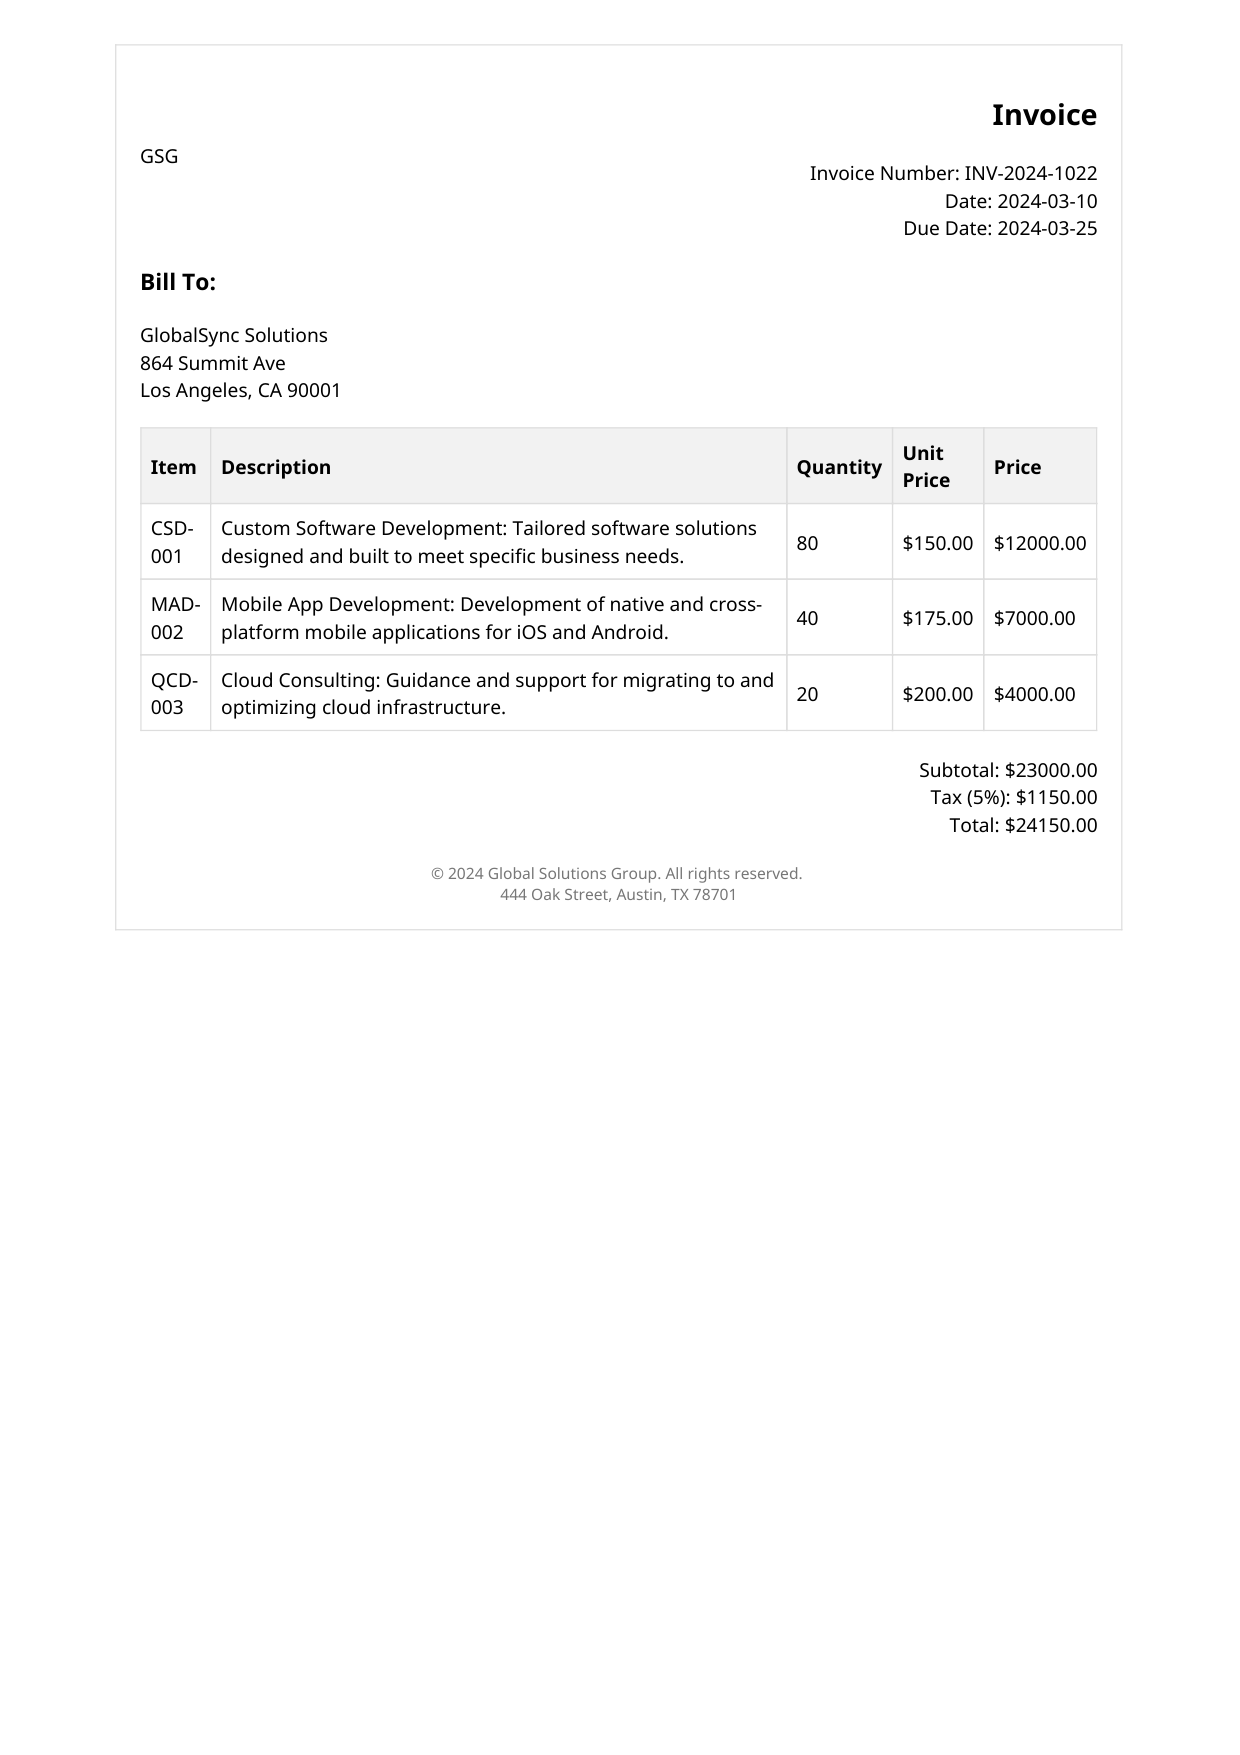 Invoice
GSG
Invoice Number: INV-2024-1022
Date: 2024-03-10
Due Date: 2024-03-25
Bill To:
GlobalSync Solutions
864 Summit Ave
Los Angeles, CA 90001
Item Description Quantity Unit Price Price
CSD-001 Custom Software Development: Tailored software solutions
designed and built to meet specific business needs. 80 $150.00 $12000.00
MAD-002 Mobile App Development: Development of native and cross-
platform mobile applications for iOS and Android. 40 $175.00 $7000.00
QCD-003 Cloud Consulting: Guidance and support for migrating to and
optimizing cloud infrastructure. 20 $200.00 $4000.00
Subtotal: $23000.00
Tax (5%): $1150.00
Total: $24150.00
© 2024 Global Solutions Group. All rights reserved.
444 Oak Street, Austin, TX 78701